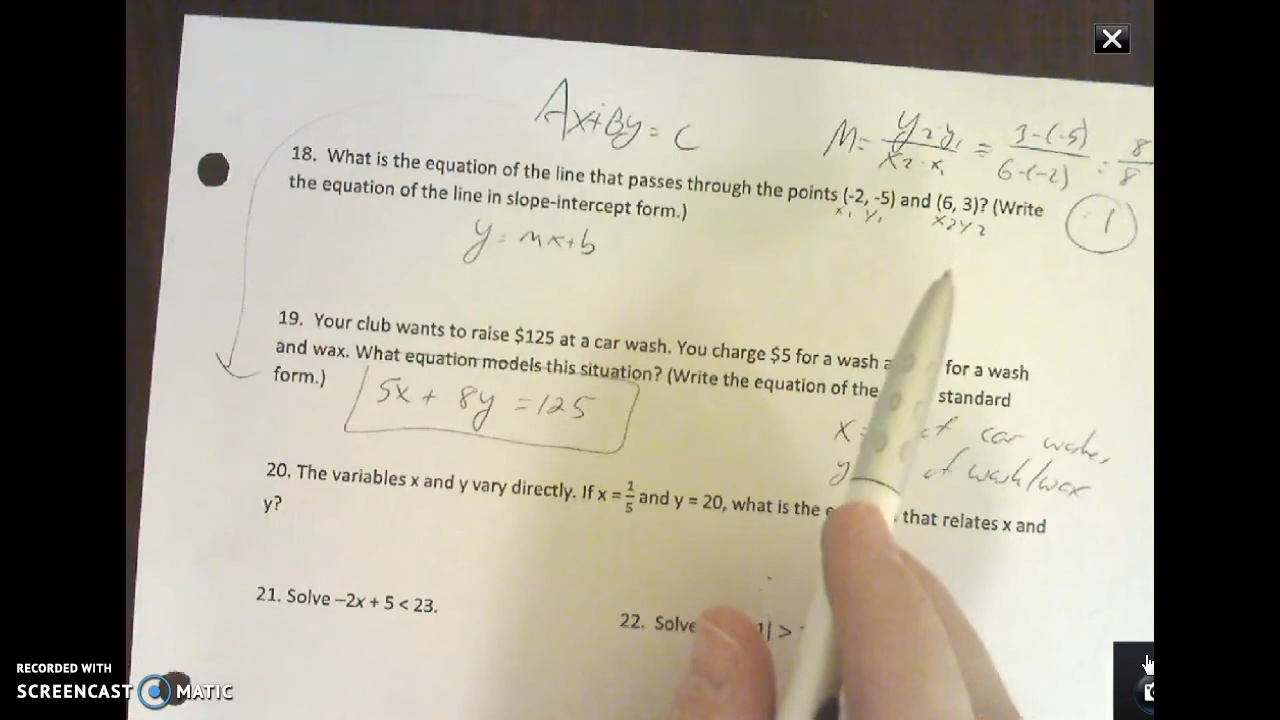 Ax+By = C
M = y2-y1 / x2-x1 = 3-(-5) / 6-(-2) = 8 / 8
18. What is the equation of the line that passes through the points (-2, -5) and (6, 3)? (Write
the equation of the line in slope-intercept form.)
x1 y1 x2 y2
1
y = mx+b
19. Your club wants to raise $125 at a car wash. You charge $5 for a wash for a wash
and wax. What equation models this situation? (Write the equation of the standard
form.)
5x + 8y = 125
x = of car washes
y of wash/wax
20. The variables x and y vary directly. If x = 1/5 and y = 20, what is the that relates x and
y?
21. Solve –2x + 5 < 23.
22. Solve 1| >
RECORDED WITH
SCREENCAST MATIC